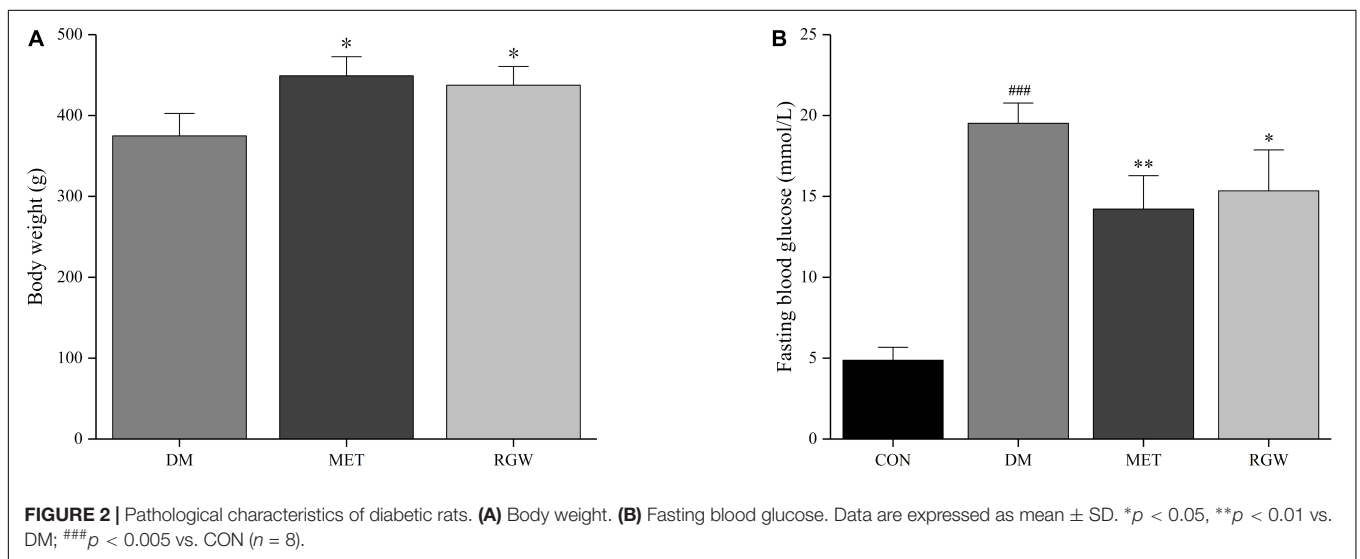 A
500
400
300
200
100
0
Body weight (g)
*
*
DM MET RGW
B
25
20
15
10
5
0
Fasting blood glucose (mmol/L)
###
**
*
CON DM MET RGW
FIGURE 2 | Pathological characteristics of diabetic rats. (A) Body weight. (B) Fasting blood glucose. Data are expressed as mean ± SD. *p < 0.05, **p < 0.01 vs.
DM; ###p < 0.005 vs. CON (n = 8).